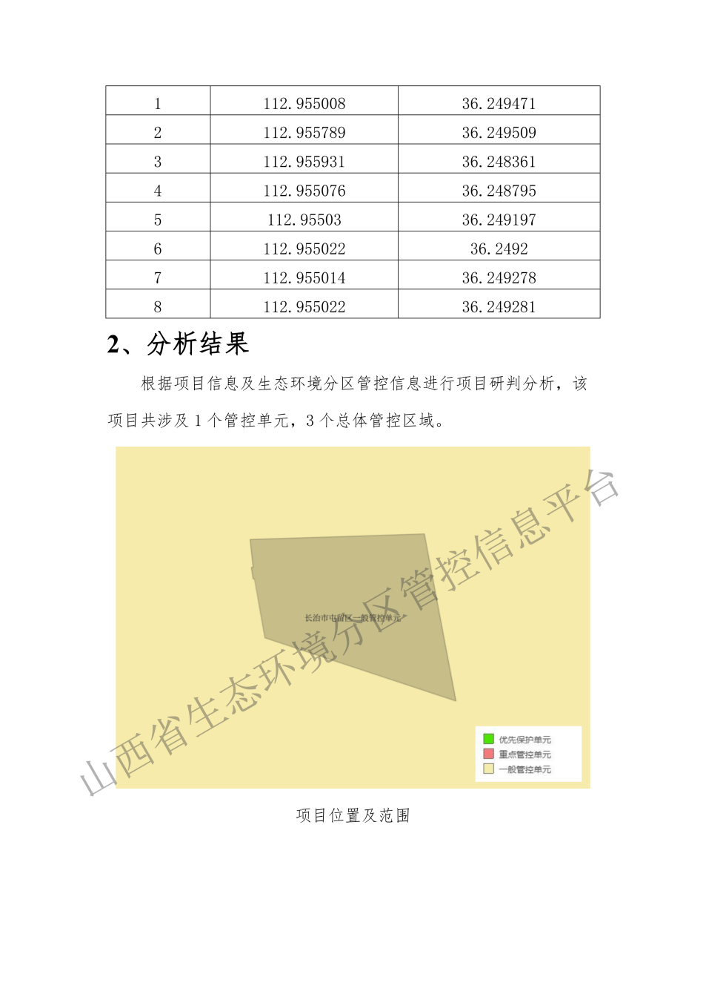 1 112.955008 36.249471
2 112.955789 36.249509
3 112.955931 36.248361
4 112.955076 36.248795
5 112.95503 36.249197
6 112.955022 36.2492
7 112.955014 36.249278
8 112.955022 36.249281
2、分析结果
根据项目信息及生态环境分区管控信息进行项目研判分析，该
项目共涉及 1 个管控单元，3 个总体管控区域。
山西省生态环境分区管控信息平台
长治市屯留区一般管控单元
优先保护单元
重点管控单元
一般管控单元
项目位置及范围